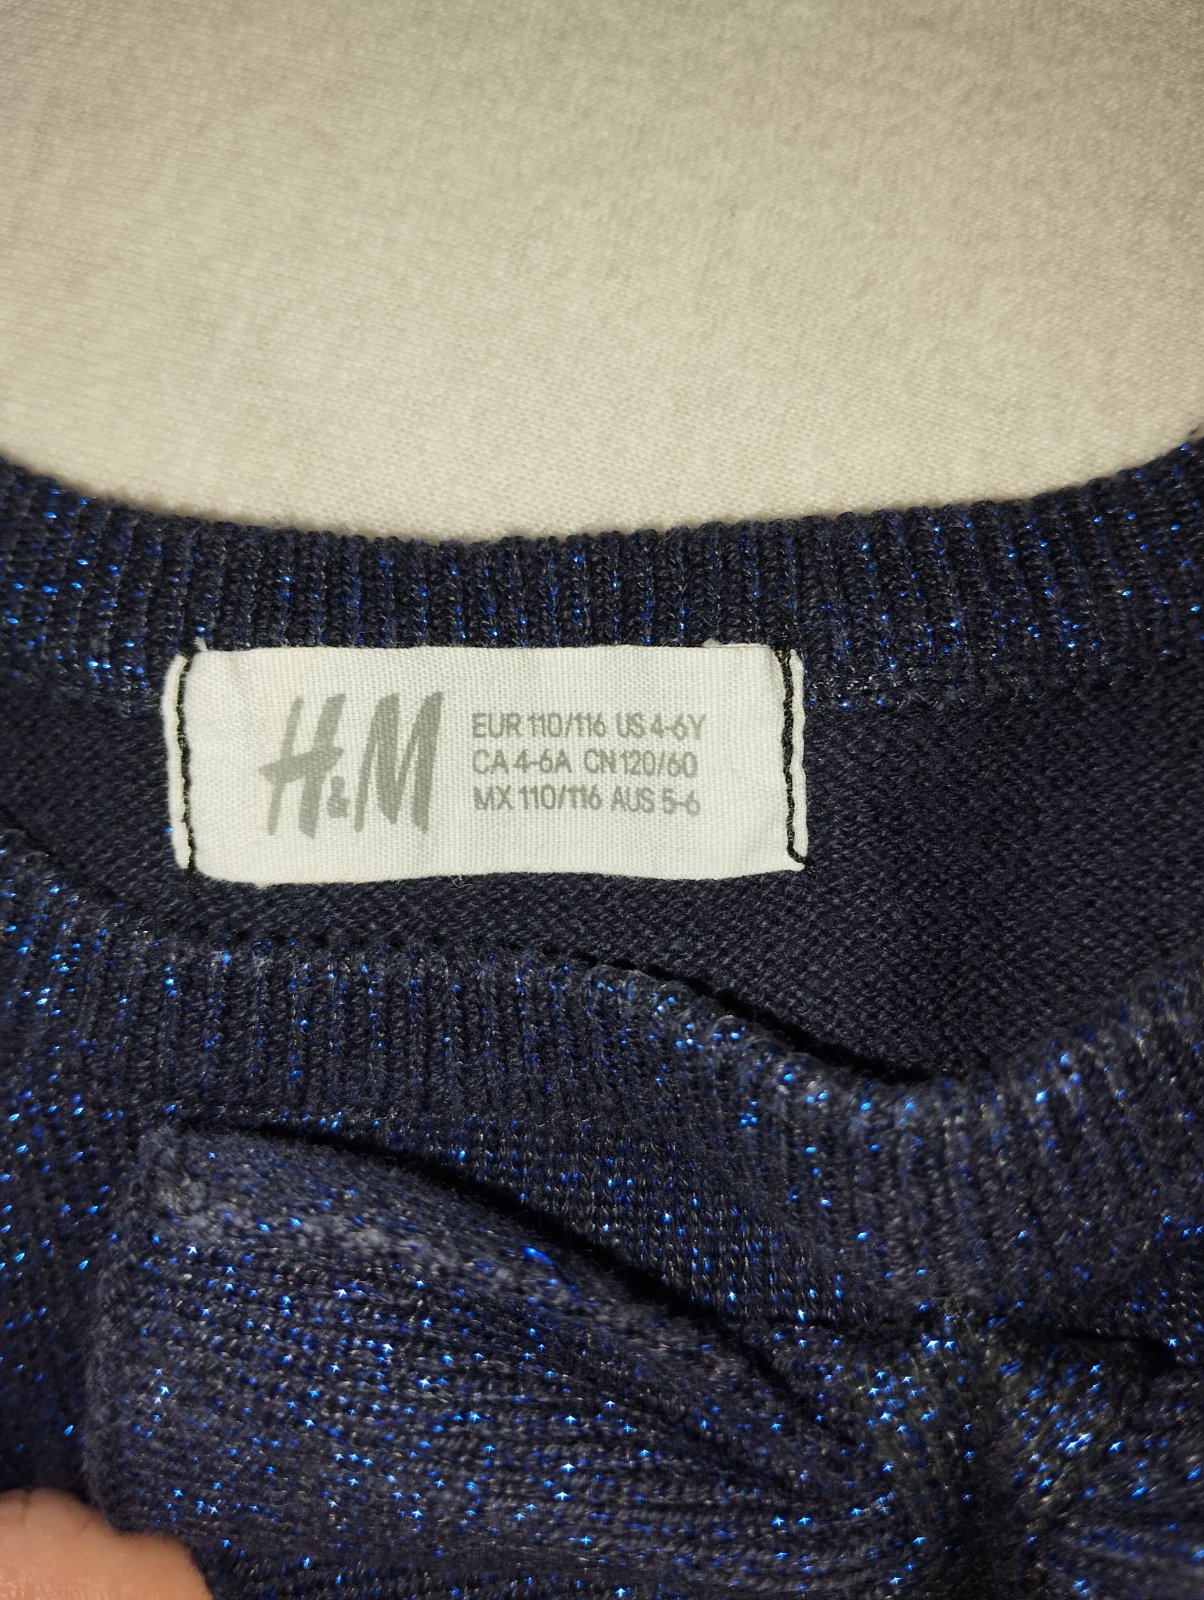 H&M
EUR 110/116 US 4-6Y
CA 4-6A CN 120/60
MX 110/116 AUS 5-6